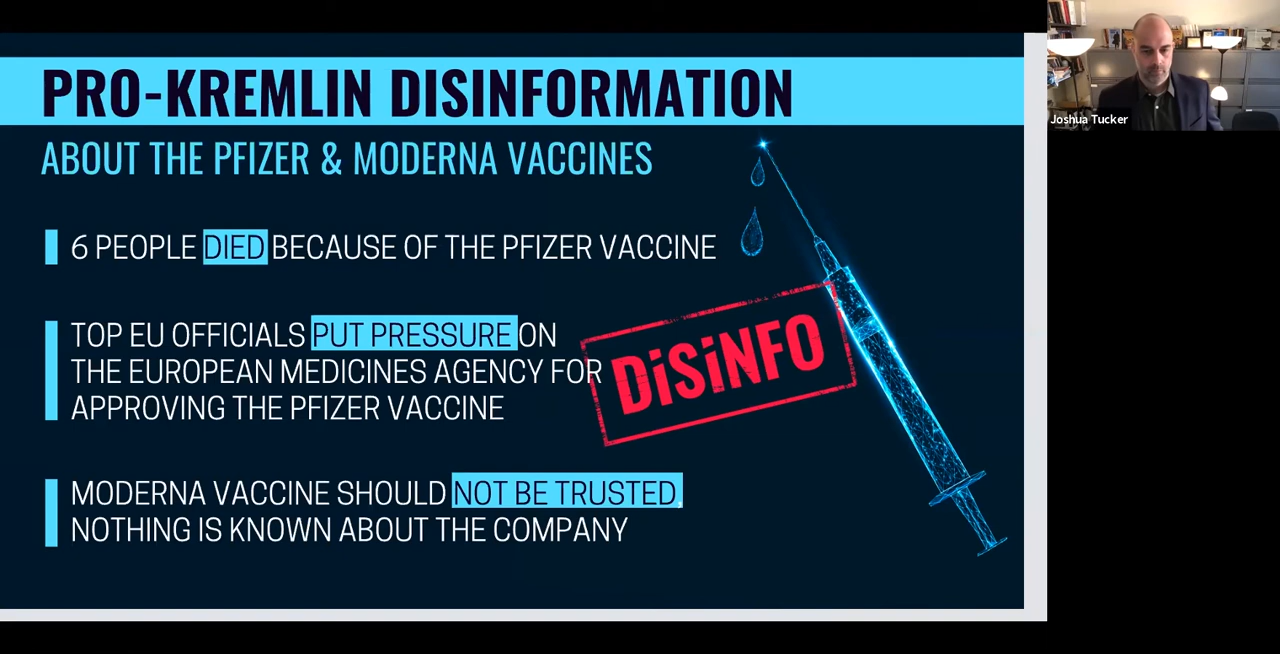 PRO-KREMLIN DISINFORMATION
ABOUT THE PFIZER & MODERNA VACCINES
6 PEOPLE DIED BECAUSE OF THE PFIZER VACCINE
TOP EU OFFICIALS PUT PRESSURE ON
THE EUROPEAN MEDICINES AGENCY FOR
APPROVING THE PFIZER VACCINE
DiSiNFO
MODERNA VACCINE SHOULD NOT BE TRUSTED,
NOTHING IS KNOWN ABOUT THE COMPANY
Joshua Tucker